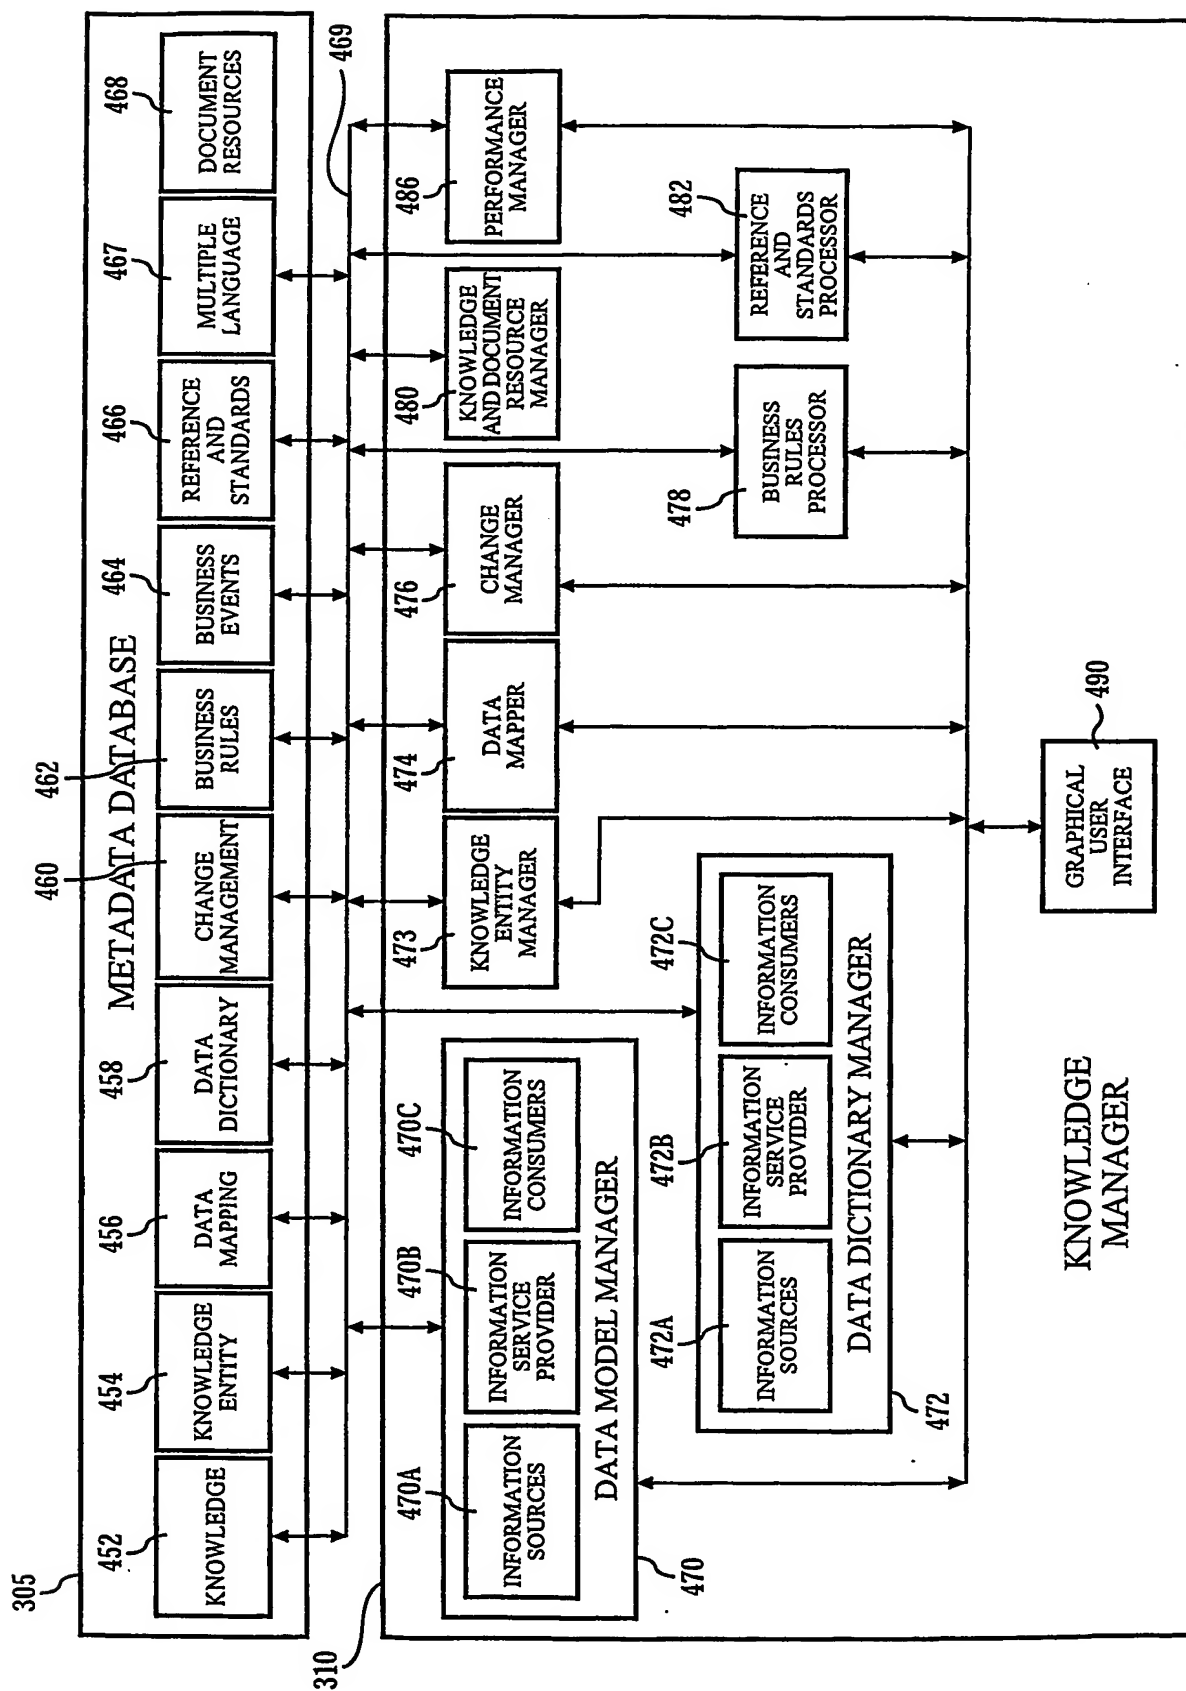 305
METADATA DATABASE
452
KNOWLEDGE
454
KNOWLEDGE
ENTITY
456
DATA
MAPPING
458
DATA
DICTIONARY
460
CHANGE
MANAGEMENT
462
BUSINESS
RULES
464
BUSINESS
EVENTS
466
REFERENCE
AND
STANDARDS
467
MULTIPLE
LANGUAGE
468
DOCUMENT
RESOURCES
469
310
470A
INFORMATION
SOURCES
470B
INFORMATION
SERVICE
PROVIDER
470C
INFORMATION
CONSUMERS
DATA MODEL MANAGER
470
473
KNOWLEDGE
ENTITY
MANAGER
474
DATA
MAPPER
476
CHANGE
MANAGER
480
KNOWLEDGE
AND DOCUMENT
RESOURCE
MANAGER
486
PERFORMANCE
MANAGER
472A
INFORMATION
SOURCES
472B
INFORMATION
SERVICE
PROVIDER
472C
INFORMATION
CONSUMERS
DATA DICTIONARY MANAGER
472
478
BUSINESS
RULES
PROCESSOR
482
REFERENCE
AND
STANDARDS
PROCESSOR
KNOWLEDGE
MANAGER
490
GRAPHICAL
USER
INTERFACE